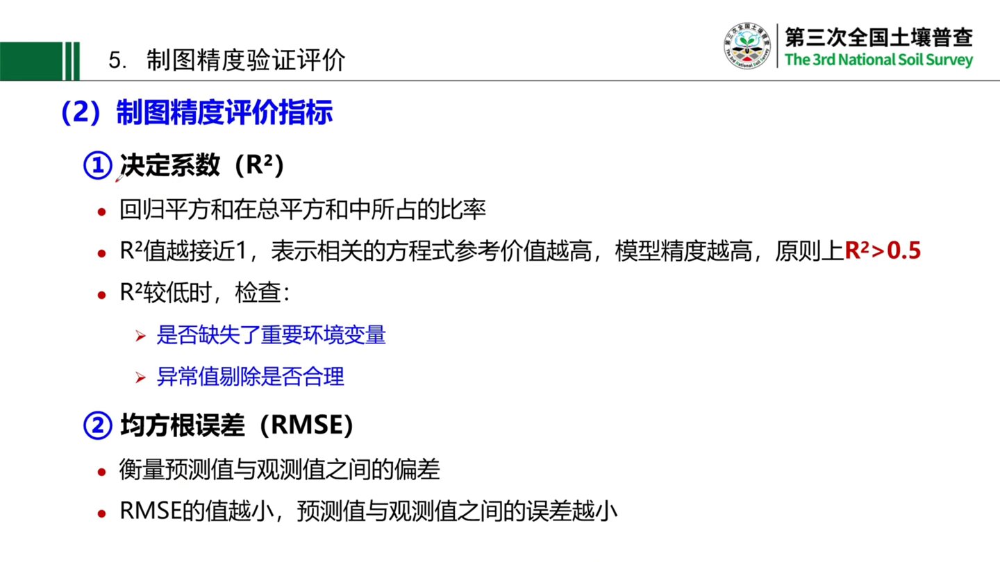 第三次全国土壤普查
The 3rd National Soil Survey
5. 制图精度验证评价
（2）制图精度评价指标
① 决定系数（R²）
• 回归平方和在总平方和中所占的比率
• R²值越接近1，表示相关的方程式参考价值越高，模型精度越高，原则上R²>0.5
• R²较低时，检查：
➢ 是否缺失了重要环境变量
➢ 异常值剔除是否合理
② 均方根误差（RMSE）
• 衡量预测值与观测值之间的偏差
• RMSE的值越小，预测值与观测值之间的误差越小